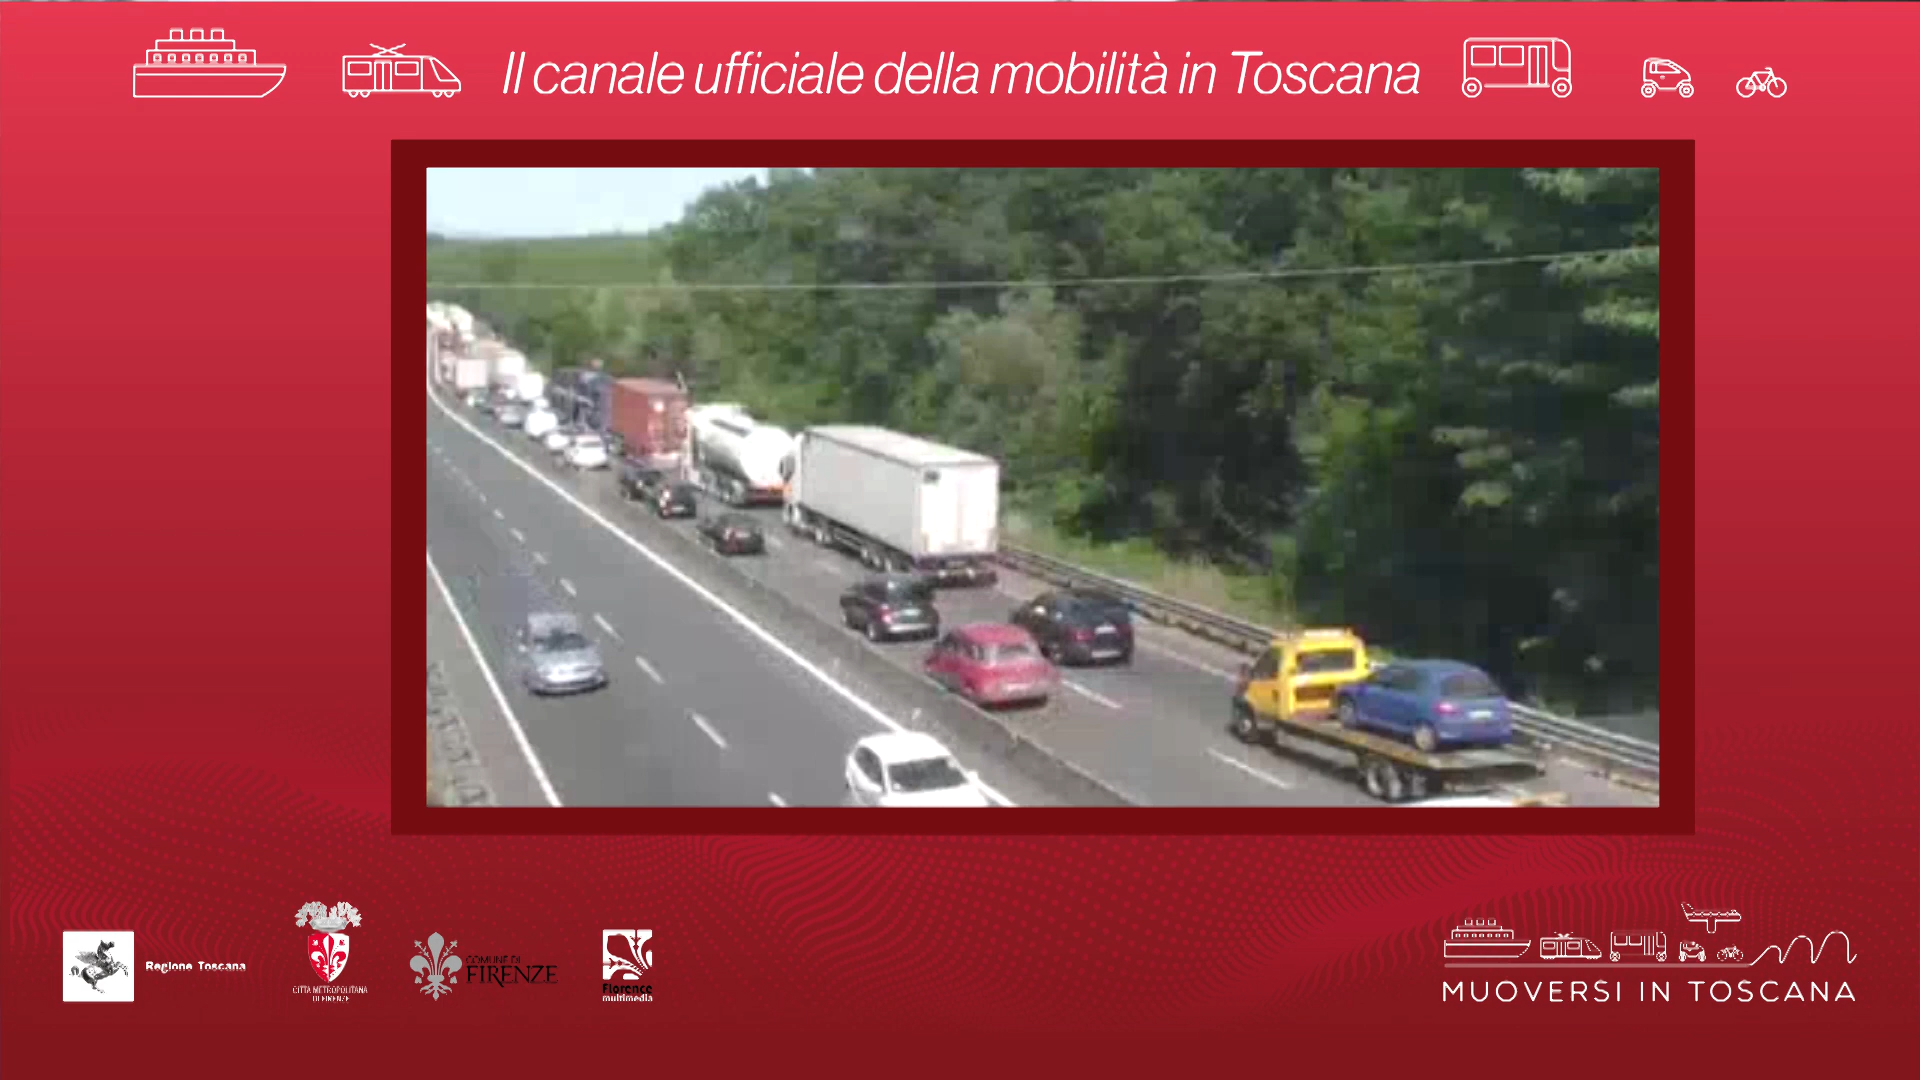 Il canale ufficiale della mobilità in Toscana
Regione Toscana
CITTÀ METROPOLITANA
DI FIRENZE
COMUNE DI
FIRENZE
Florence
multimedia
MUOVERSI IN TOSCANA